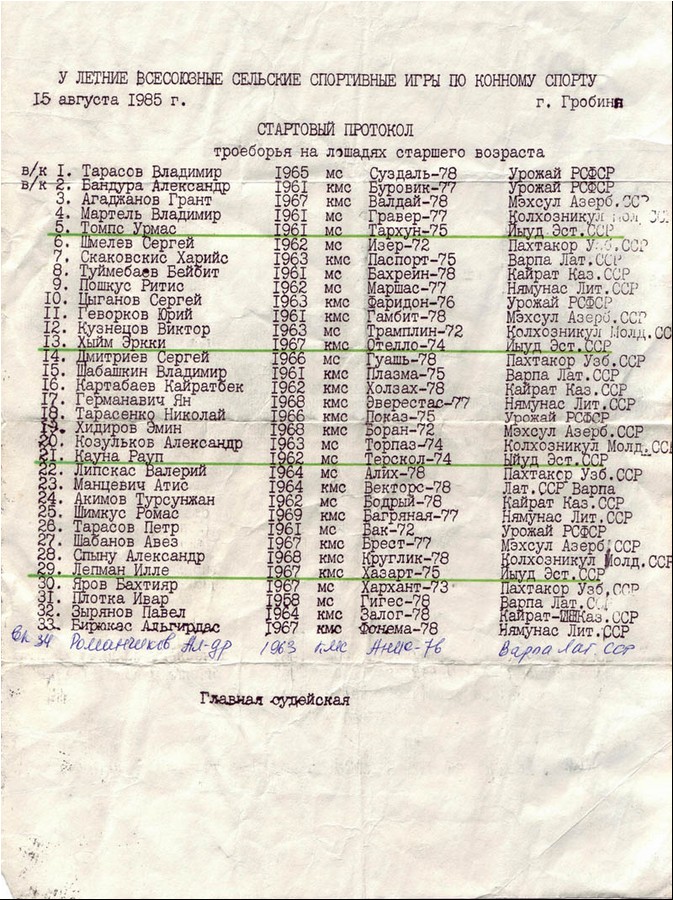 У ЛЕТНИЕ ВСЕСОЮЗНЫЕ СЕЛЬСКИЕ СПОРТИВНЫЕ ИГРЫ ПО КОННОМУ СПОРТУ
15 августа 1985 г. г. Гробиня
СТАРТОВЫЙ ПРОТОКОЛ
троеборья на лошадях старшего возраста
в/к 1. Тарасов Владимир 1965 мс Суздаль-78 Урожай РСФСР
в/к 2. Бандура Александр 1961 кмс Буровик-77 Урожай РСФСР
3. Агаджанов Грант 1967 кмс Валдай-78 Мэхсул Азерб.ССР
4. Мартель Владимир 1961 кмс Гравер-77 Колхозникул Молд.ССР
5. Томпс Урмас 1961 мс Тархун-75 Йыуд Эст.ССР
6. Шмелев Сергей 1962 мс Изер-72 Пахтакор Узб.ССР
7. Скаковские Харийс 1963 кмс Паспорт-75 Варпа Лат.ССР
8. Туймебаев Бейбит 1961 мс Бахрейн-78 Кайрат Каз.ССР
9. Пошкус Ритис 1962 мс Маршас-77 Нямунас Лит.ССР
10. Цыганов Сергей 1963 кмс Фаридон-76 Урожай РСФСР
11. Геворков Юрий 1961 кмс Гамбит-78 Мэхсул Азерб.ССР
12. Кузнецов Виктор 1963 мс Трамплин-72 Колхозникул Молд.ССР
13. Хыйм Эркки 1967 кмс Отелло-74 Йыуд Эст.ССР
14. Дмитриев Сергей 1966 мс Гуашь-78 Пахтакор Узб.ССР
15. Шабашкин Владимир 1961 кмс Плазма-75 Варпа Лат.ССР
16. Картабаев Кайратбек 1962 кмс Холзах-78 Кайрат Каз.ССР
17. Германавич Ян 1968 кмс Эверестас-77 Нямунас Лит.ССР
18. Тарасенко Николай 1966 кмс Показ-75 Урожай РСФСР
19. Хидиров Эмин 1968 кмс Боран-72 Мэхсул Азерб.ССР
20. Козульков Александр 1963 мс Торпаз-74 Колхозникул Молд.ССР
21. Кауна Рауп 1962 мс Терскол-74 Йыуд Эст.ССР
22. Липскас Валерий 1964 мс Алих-78 Пахтакор Узб.ССР
23. Манцевич Атис 1964 кмс Векторс-78 Лат.ССР Варпа
24. Акимов Турсунжан 1962 мс Бодрый-78 Кайрат Каз.ССР
25. Шимкус Ромас 1969 кмс Багряная-77 Нямунас Лит.ССР
26. Тарасов Петр 1961 мс Бак-72 Урожай РСФСР
27. Шабанов Авез 1967 кмс Брест-77 Мэхсул Азерб.ССР
28. Спыну Александр 1968 кмс Круглик-78 Колхозникул Молд.ССР
29. Лепман Илле 1967 кмс Хазарт-75 Йыуд Эст.ССР
30. Яров Бахтияр 1967 мс Архант-73 Пахтакор Узб.ССР
31. Плотка Ивар 1968 мс Гигес-78 Варпа Лат.ССР
32. Зырянов Павел 1964 кмс Залог-78 Кайрат Каз.ССР
33. Бирюкас Альгирдас 1967 кмс Фонема-78 Нямунас Лит.ССР
34 Романчиков Ал-др 1963 кмс Варпа Лат ССР
Главная судейская